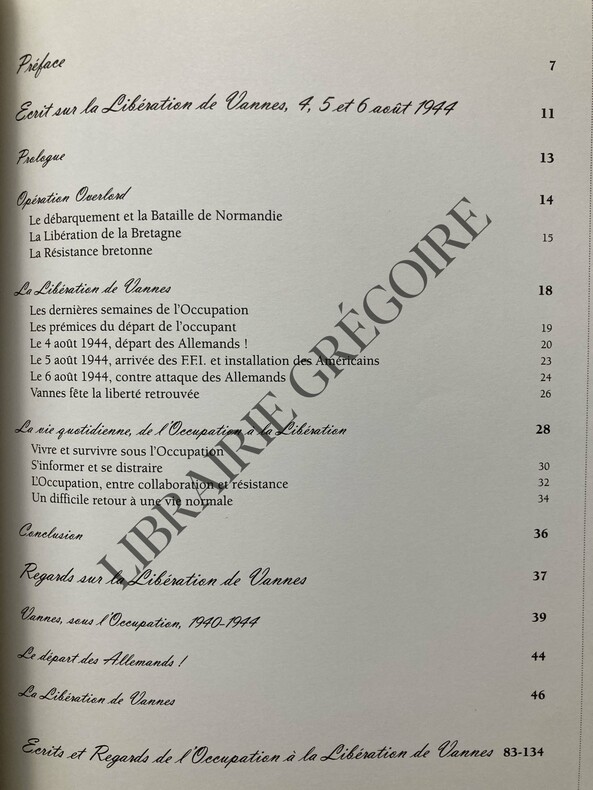 Préface 7
Ecrit sur la Libération de Vannes, 4, 5 et 6 août 1944 11
Prologue 13
Opération Overlord 14
Le débarquement et la Bataille de Normandie
La Libération de la Bretagne 15
La Résistance bretonne
La Libération de Vannes 18
Les dernières semaines de l'Occupation
Les prémices du départ de l'occupant 19
Le 4 août 1944, départ des Allemands ! 20
Le 5 août 1944, arrivée des F.F.I. et installation des Américains 23
Le 6 août 1944, contre attaque des Allemands 24
Vannes fête la liberté retrouvée 26
La vie quotidienne, de l'Occupation à la Libération 28
Vivre et survivre sous l'Occupation
S'informer et se distraire 30
L'Occupation, entre collaboration et résistance 32
Un difficile retour à une vie normale 34
Conclusion 36
Regards sur la Libération de Vannes 37
Vannes, sous l'Occupation, 1940-1944 39
Le départ des Allemands ! 44
La Libération de Vannes 46
Ecrits et Regards de l'Occupation à la Libération de Vannes 83-134
LIBRAIRIE GRÉGOIRE